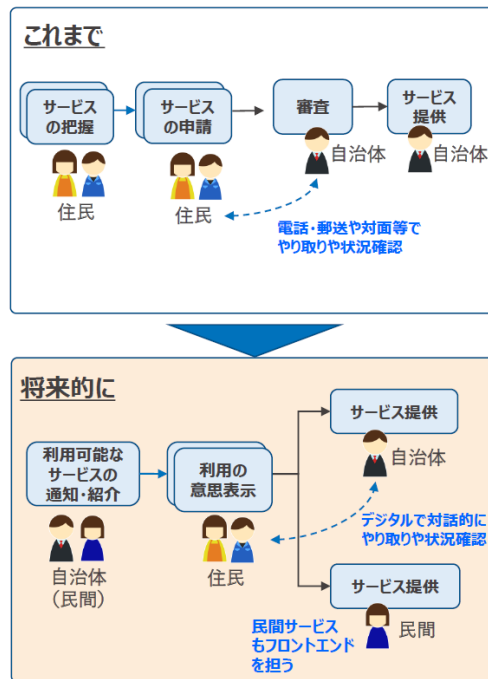 これまで
サービス
の把握
サービス
の申請
審査
サービス
提供
住民
住民
自治体
自治体
電話・郵送や対面等で
やり取りや状況確認
将来的に
利用可能な
サービスの
通知・紹介
利用の
意思表示
サービス提供
自治体
自治体
（民間）
住民
デジタルで対話的に
やり取りや状況確認
サービス提供
民間
民間サービス
もフロントエンド
を担う